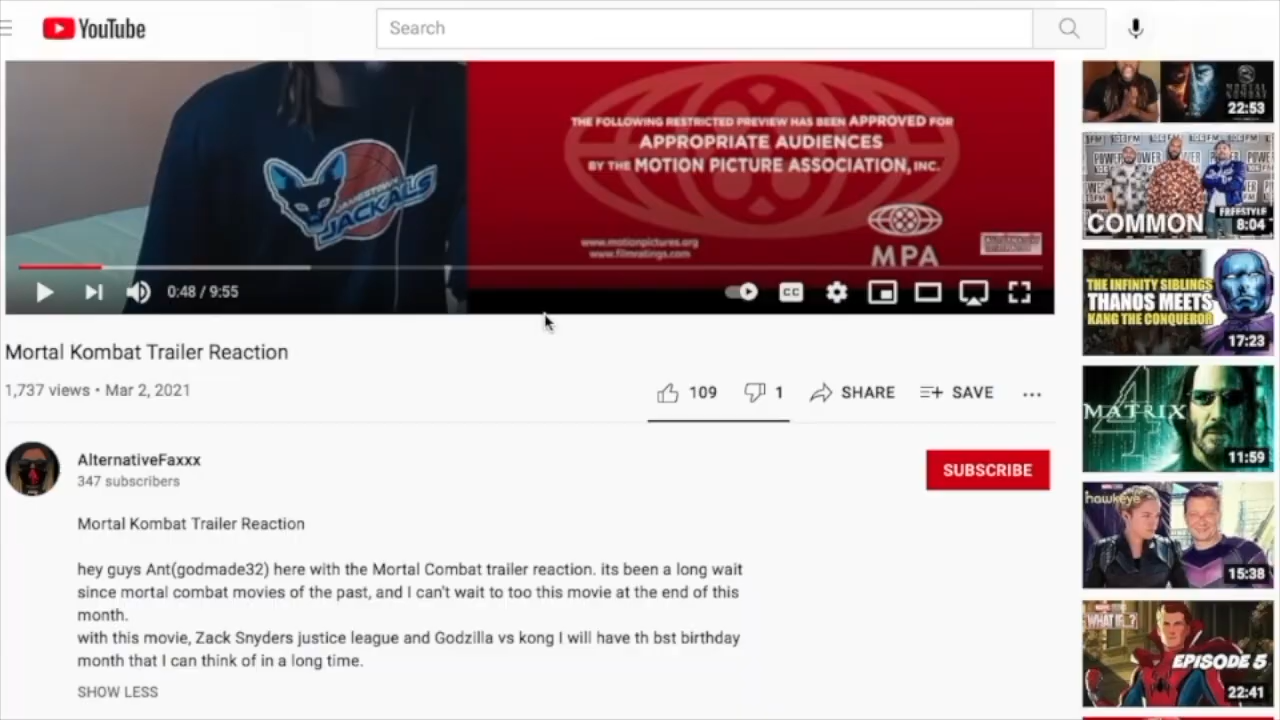 YouTube
Search
JACKALS
THE FOLLOWING RESTRICTED PREVIEW HAS BEEN APPROVED FOR
APPROPRIATE AUDIENCES
BY THE MOTION PICTURE ASSOCIATION, INC.
www.motionpictures.org
www.filmratings.com
MPA
0:48 / 9:55
CC
Mortal Kombat Trailer Reaction
1,737 views • Mar 2, 2021
109
1
SHARE
SAVE
AlternativeFaxxx
347 subscribers
SUBSCRIBE
Mortal Kombat Trailer Reaction
hey guys Ant(godmade32) here with the Mortal Combat trailer reaction. its been a long wait
since mortal combat movies of the past, and I can't wait to too this movie at the end of this
month.
with this movie, Zack Snyders justice league and Godzilla vs kong I will have th bst birthday
month that I can think of in a long time.
SHOW LESS
MORTAL
KOMBAT
22:53
POWER
COMMON
FREESTYLE
8:04
THE INFINITY SIBLINGS
THANOS MEETS
KANG THE CONQUEROR
17:23
4
MATRIX
11:59
hawkeye
15:38
WHAT IF...?
EPISODE 5
22:41